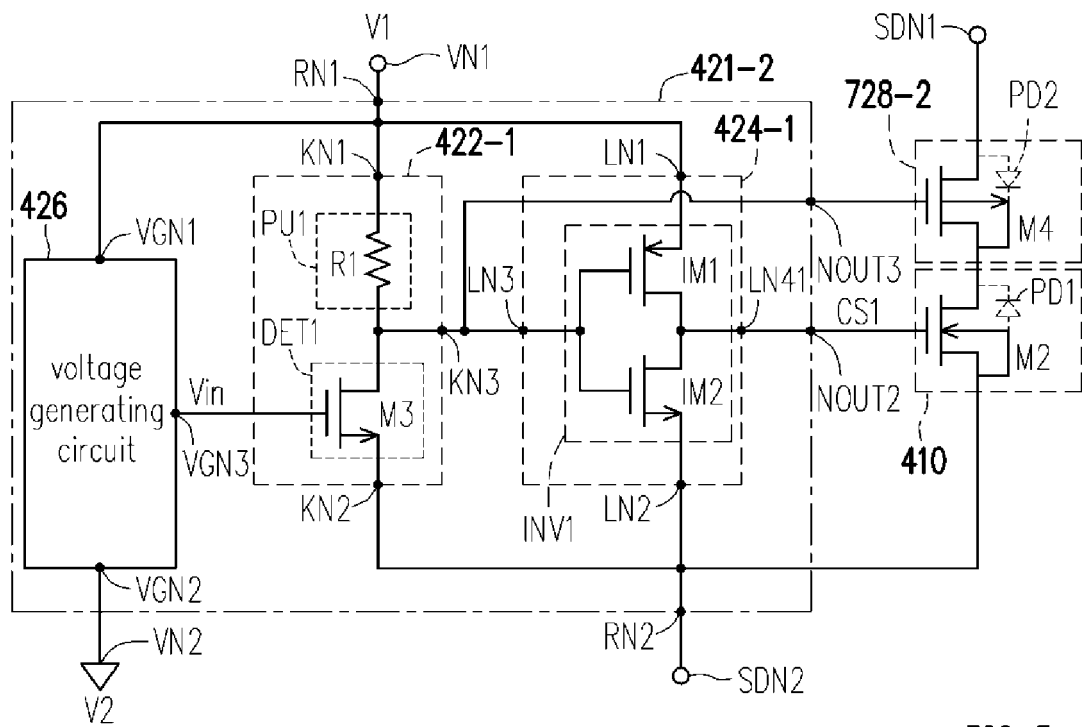 V1
VN1
SDN1
RN1
421-2
728-2
PD2
KN1
422-1
LN1
424-1
426
VGN1
PU1
R1
M4
IM1
NOUT3
LN3
LN41
DET1
CS1
PD1
voltage
generating
circuit
Vin
KN3
IM2
M2
M3
NOUT2
VGN3
410
KN2
INV1
LN2
VGN2
RN2
VN2
SDN2
V2